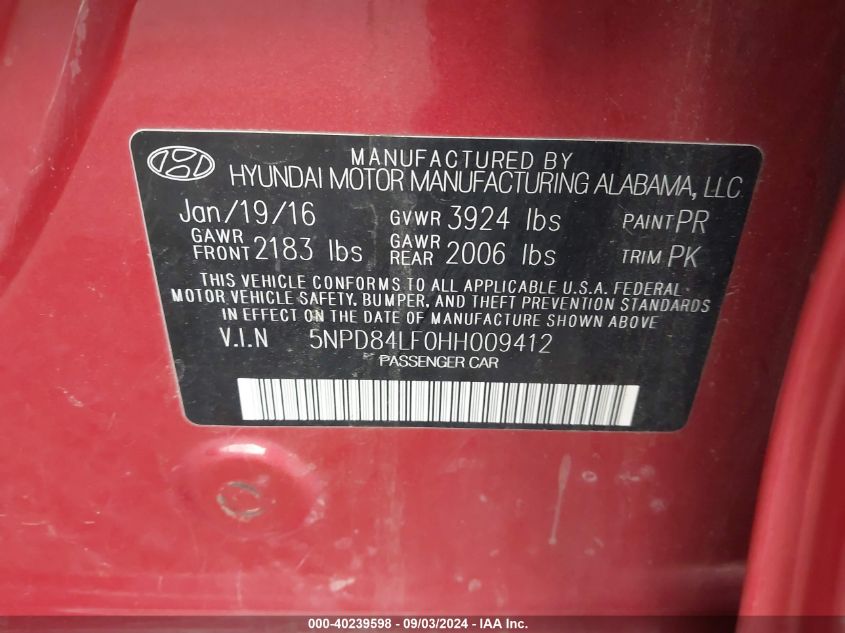 MANUFACTURED BY
HYUNDAI MOTOR MANUFACTURING ALABAMA, LLC
Jan/19/16 GVWR 3924 lbs PAINT PR
GAWR FRONT 2183 lbs GAWR REAR 2006 lbs TRIM PK
THIS VEHICLE CONFORMS TO ALL APPLICABLE U.S.A. FEDERAL
MOTOR VEHICLE SAFETY, BUMPER, AND THEFT PREVENTION STANDARDS
IN EFFECT ON THE DATE OF MANUFACTURE SHOWN ABOVE
V.I.N 5NPD84LF0HH009412
PASSENGER CAR
000-40239598 - 09/03/2024 - IAA Inc.